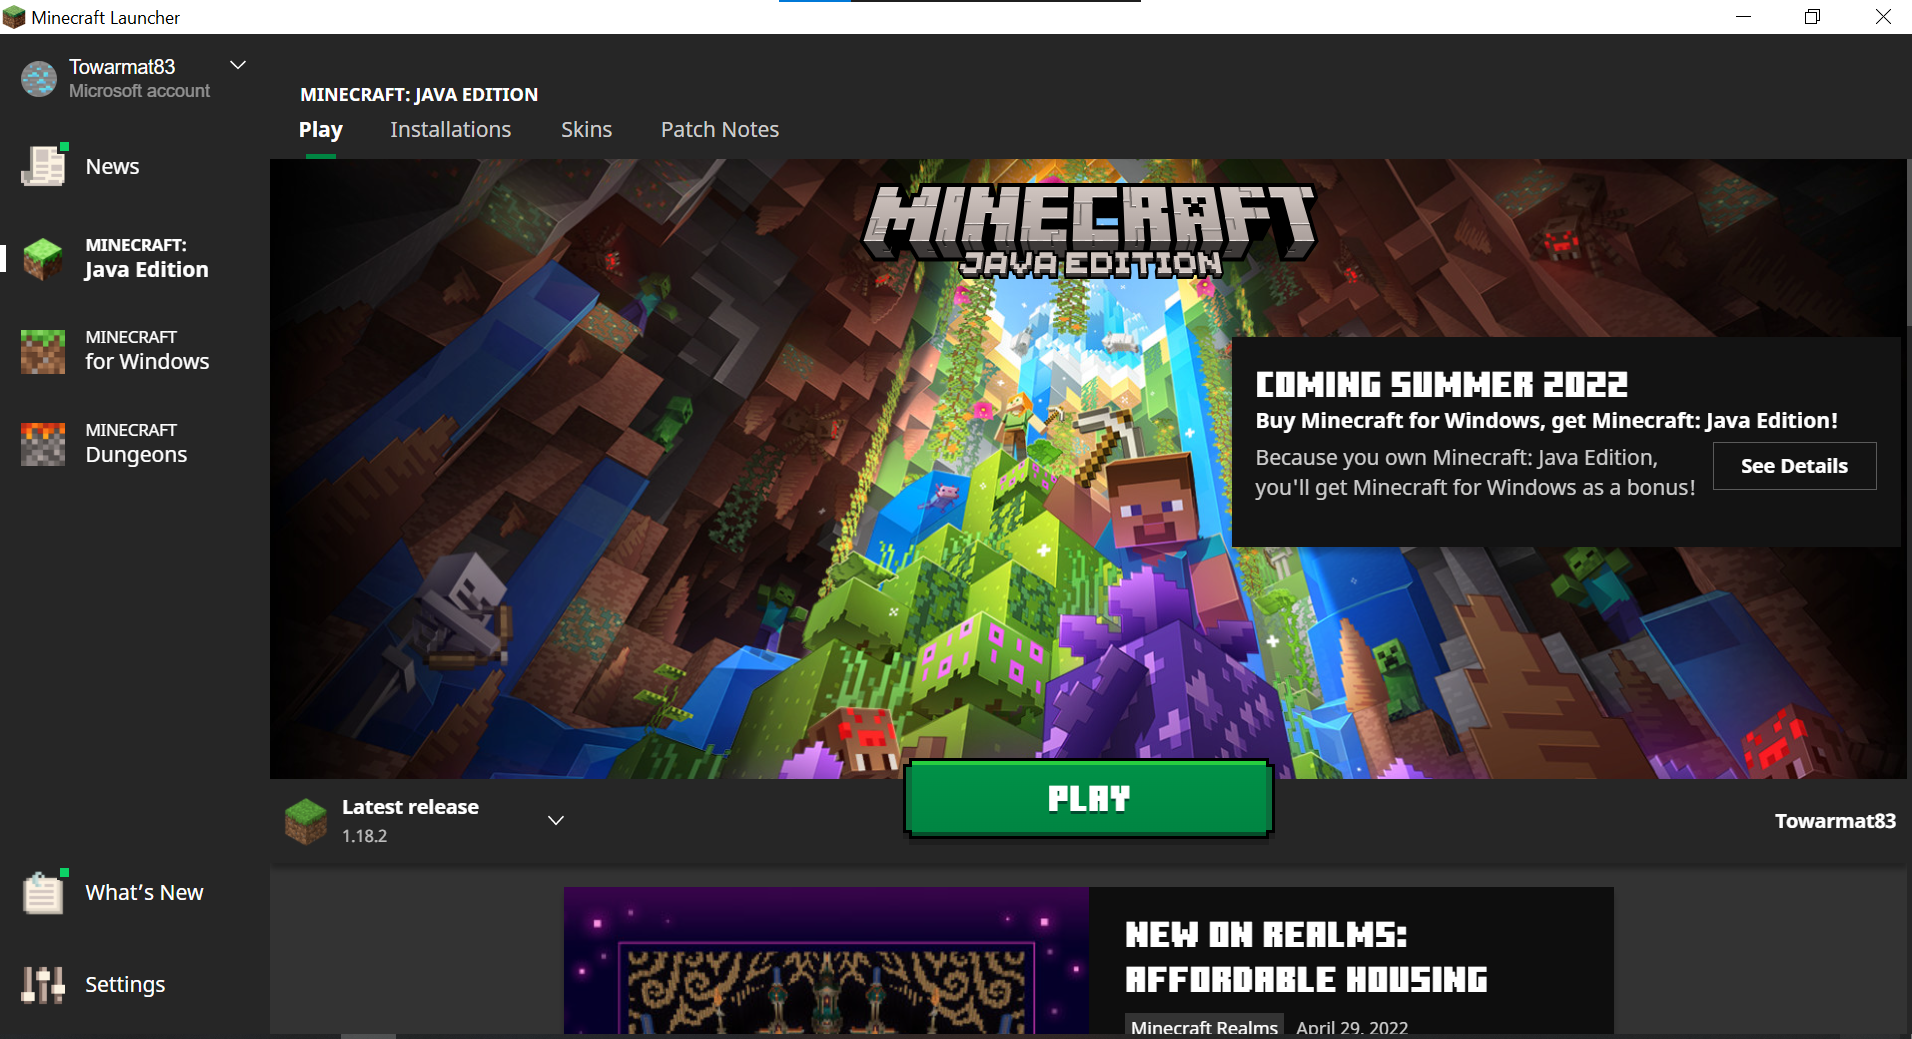 Minecraft Launcher
Towarmat83
Microsoft account
News
MINECRAFT:
Java Edition
MINECRAFT
for Windows
MINECRAFT
Dungeons
What's New
Settings
MINECRAFT: JAVA EDITION
Play Installations Skins Patch Notes
MINECRAFT
JAVA EDITION
COMING SUMMER 2022
Buy Minecraft for Windows, get Minecraft: Java Edition!
Because you own Minecraft: Java Edition,
you'll get Minecraft for Windows as a bonus!
See Details
Latest release
1.18.2
PLAY
Towarmat83
NEW ON REALMS:
AFFORDABLE HOUSING
Minecraft Realms April 29, 2022